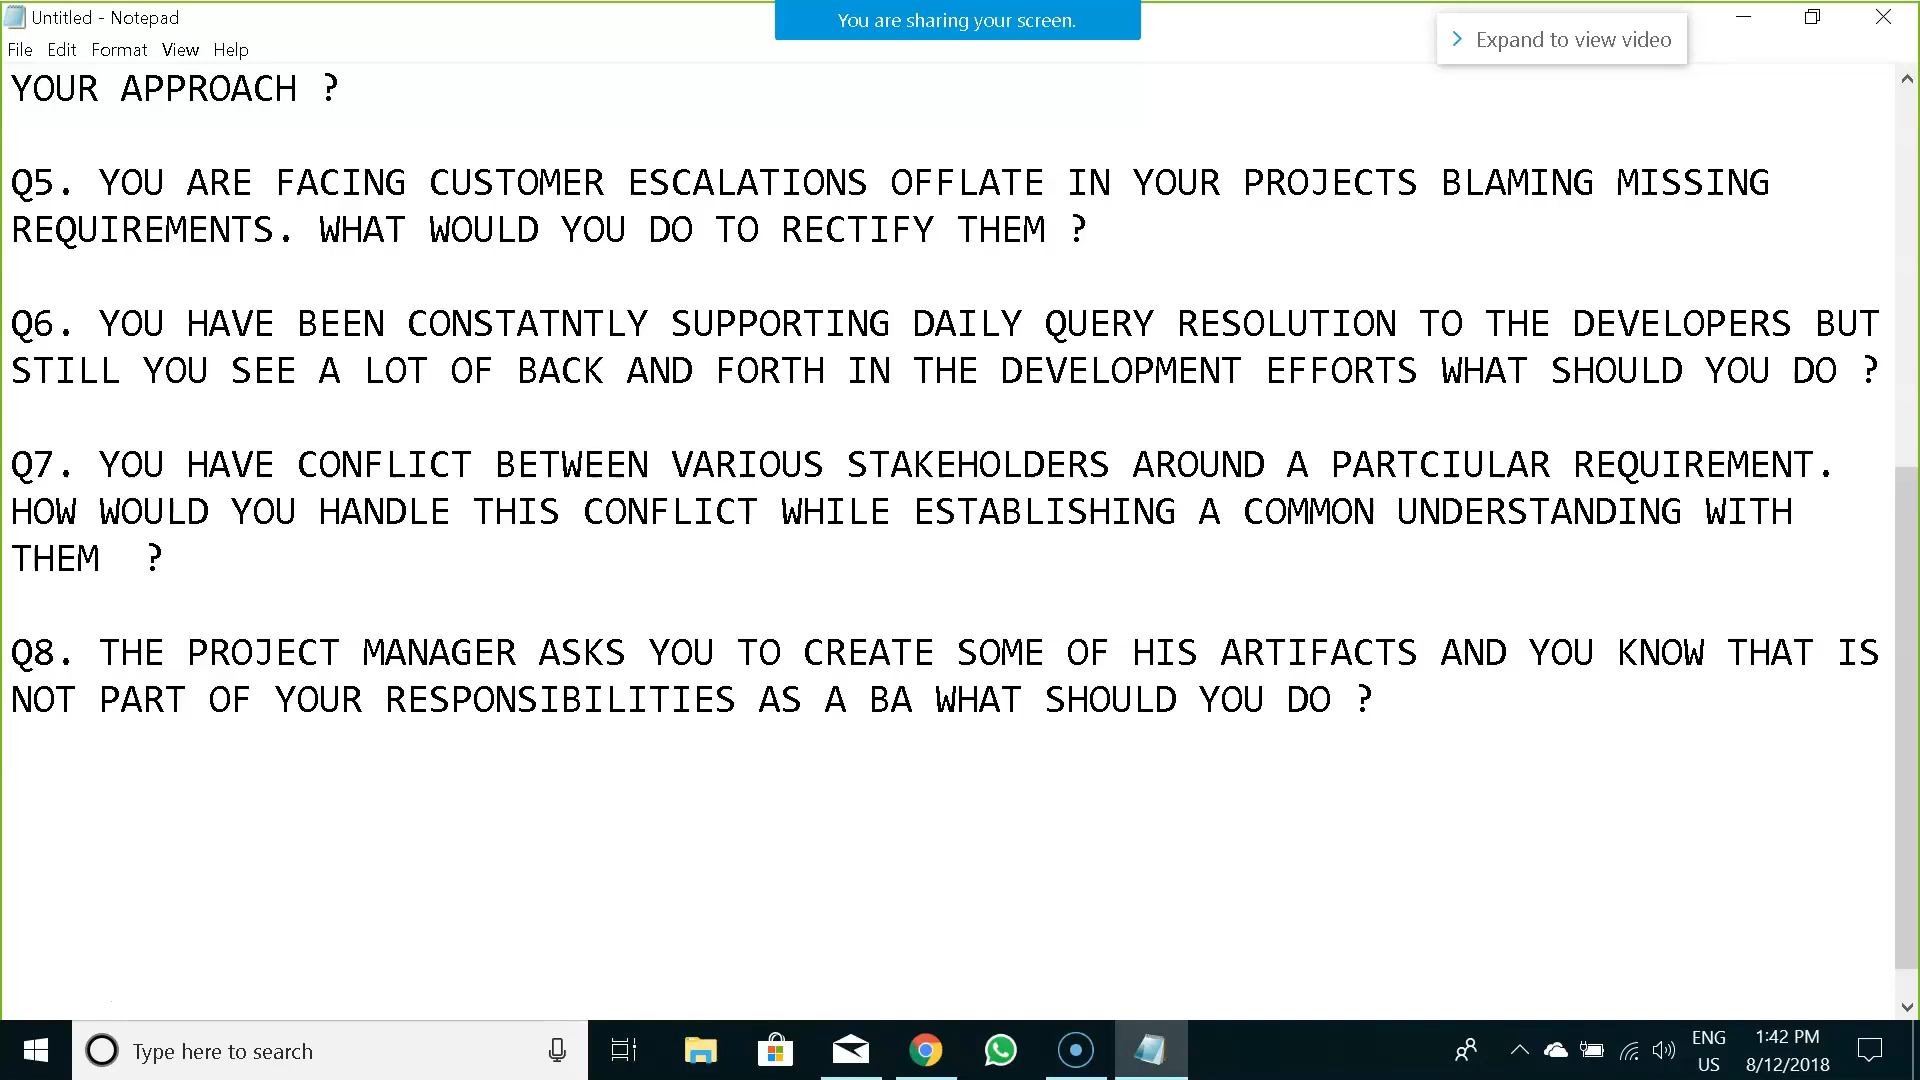 Untitled - Notepad
You are sharing your screen.
Expand to view video
File Edit Format View Help
YOUR APPROACH ?
Q5. YOU ARE FACING CUSTOMER ESCALATIONS OFFLATE IN YOUR PROJECTS BLAMING MISSING
REQUIREMENTS. WHAT WOULD YOU DO TO RECTIFY THEM ?
Q6. YOU HAVE BEEN CONSTATNTLY SUPPORTING DAILY QUERY RESOLUTION TO THE DEVELOPERS BUT
STILL YOU SEE A LOT OF BACK AND FORTH IN THE DEVELOPMENT EFFORTS WHAT SHOULD YOU DO ?
Q7. YOU HAVE CONFLICT BETWEEN VARIOUS STAKEHOLDERS AROUND A PARTCIULAR REQUIREMENT.
HOW WOULD YOU HANDLE THIS CONFLICT WHILE ESTABLISHING A COMMON UNDERSTANDING WITH
THEM  ?
Q8. THE PROJECT MANAGER ASKS YOU TO CREATE SOME OF HIS ARTIFACTS AND YOU KNOW THAT IS
NOT PART OF YOUR RESPONSIBILITIES AS A BA WHAT SHOULD YOU DO ?
Type here to search
ENG
US
1:42 PM
8/12/2018